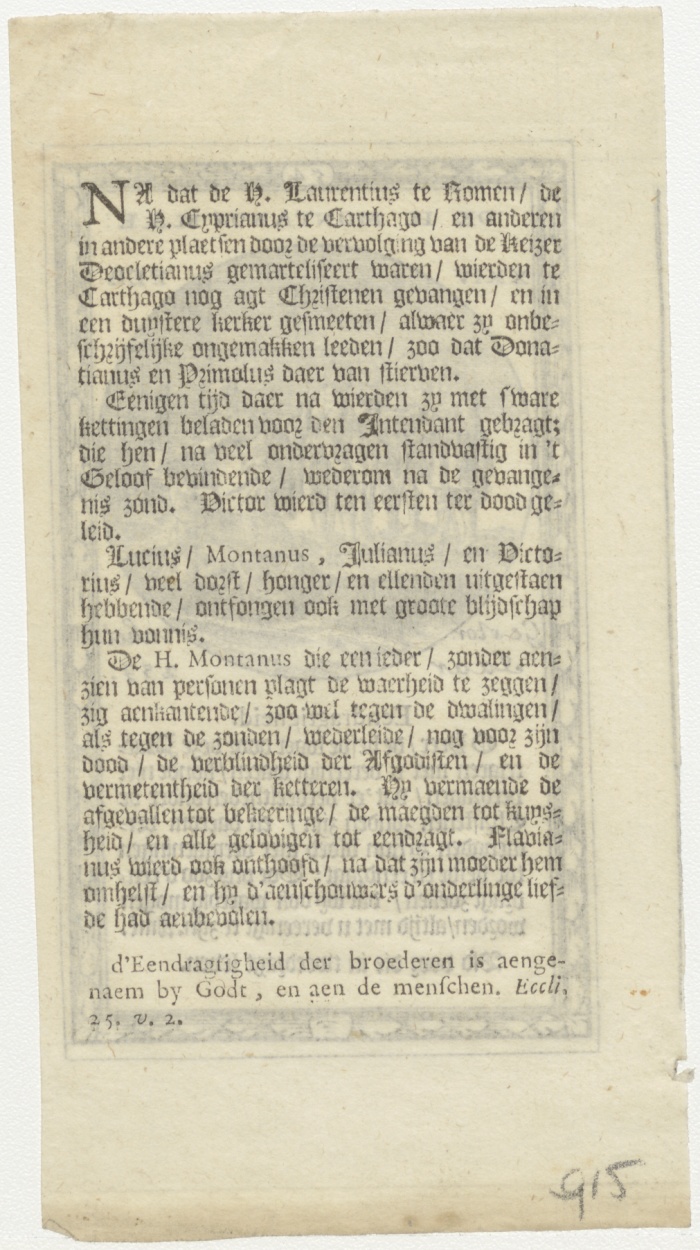 NA dat de H. Laurentius te Romen/ de
H. Cyprianus te Carthago / en anderen
in andere plaetsen door de vervolging van de Keizer
Deocletianus gemarteliseert waren/ wierden te
Carthago nog agt Christenen gevangen/ en in
een duystere kerker gesmeeten/ alwaer zy onbe-
schrijfelijke ongemakken leeden/ zoo dat Dona-
tianus en Primolus daer van stierven.
Eenigen tijd daer na wierden zy met sware
kettingen beladen voor den Intendant gebragt;
die hen/ na veel ondervragen standvastig in 't
Geloof bevindende/ wederom na de gevange-
nis zond. Victor wierd ten eersten ter dood ge-
leid.
Lucius/ Montanus, Julianus/ en Victo-
rius/ veel dorst/ honger/ en ellenden uitgestaen
hebbende/ ontfongen ook met groote blijdschap
hun vonnis.
De H. Montanus die een ieder/ zonder aen-
zien van personen plagt de waerheid te zeggen/
zig aenkantende/ zoo wel tegen de dwalingen/
als tegen de zonden/ wederleide/ nog voor zijn
dood/ de verblindheid der Afgodisten/ en de
vermetentheid der ketteren. Hy vermaende de
afgevallen tot bekeeringe/ de maegden tot kuys-
heid/ en alle gelovigen tot eendragt. Flavia-
nus wierd ook onthoofd/ na dat zijn moeder hem
omhelst/ en hy d'aenschouwers d'onderlinge lief-
de had aenbevolen.
d'Eendragtigheid der broederen is aenge-
naem by Godt, en aen de menschen. Eccli,
25. v. 2.
915